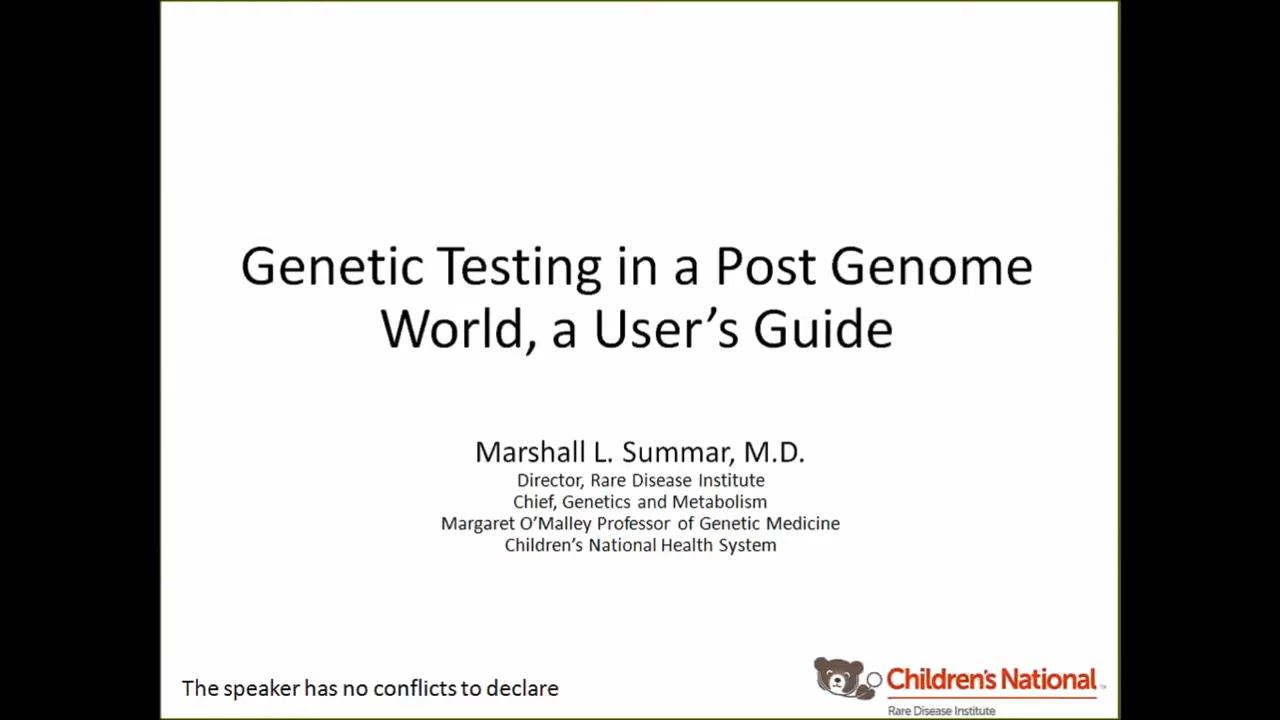 Genetic Testing in a Post Genome
World, a User’s Guide
Marshall L. Summar, M.D.
Director, Rare Disease Institute
Chief, Genetics and Metabolism
Margaret O’Malley Professor of Genetic Medicine
Children’s National Health System
The speaker has no conflicts to declare
Children’s National™
Rare Disease Institute